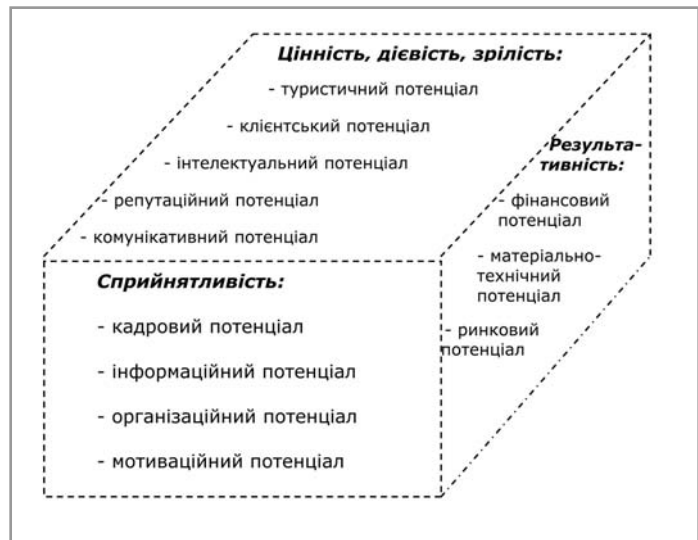 Цінність, дієвість, зрілість:
- туристичний потенціал
- клієнтський потенціал
- інтелектуальний потенціал
- репутаційний потенціал
- комунікативний потенціал
Результа-
тивність:
- фінансовий
потенціал
- матеріально-
технічний
потенціал
- ринковий
потенціал
Сприйнятливість:
- кадровий потенціал
- інформаційний потенціал
- організаційний потенціал
- мотиваційний потенціал